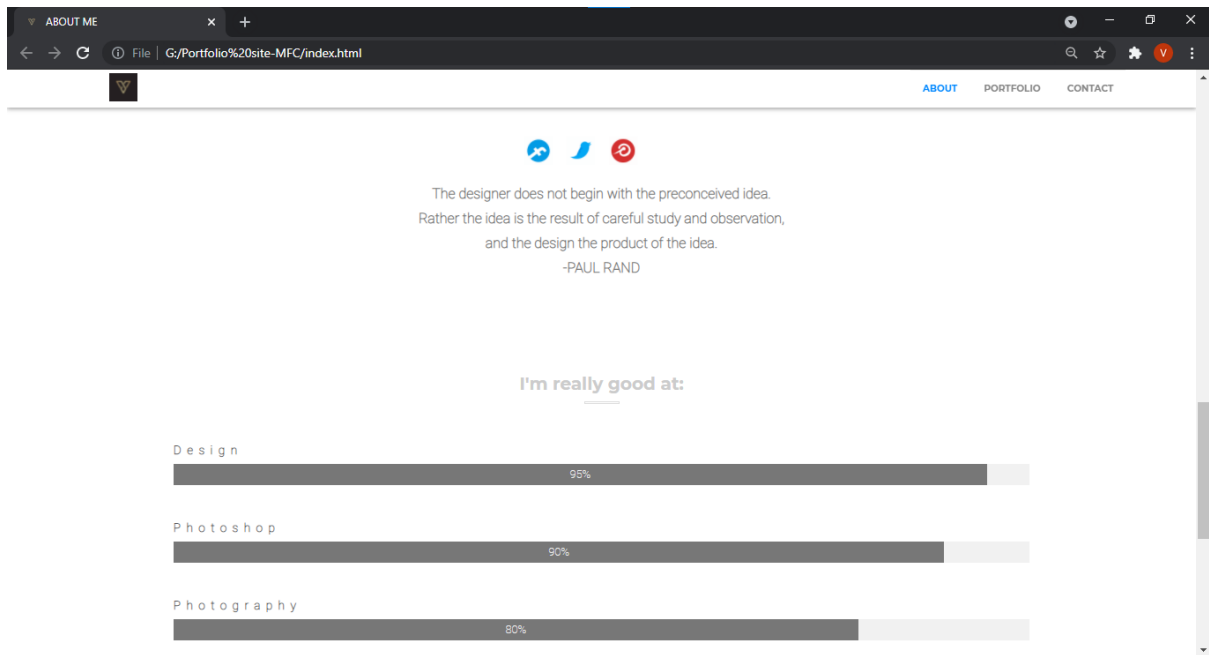 ABOUT ME
File
G:/Portfolio%20site-MFC/index.html
V
ABOUT
PORTFOLIO
CONTACT
The designer does not begin with the preconceived idea.
Rather the idea is the result of careful study and observation,
and the design the product of the idea.
-PAUL RAND
I'm really good at:
Design
95%
Photoshop
90%
Photography
80%